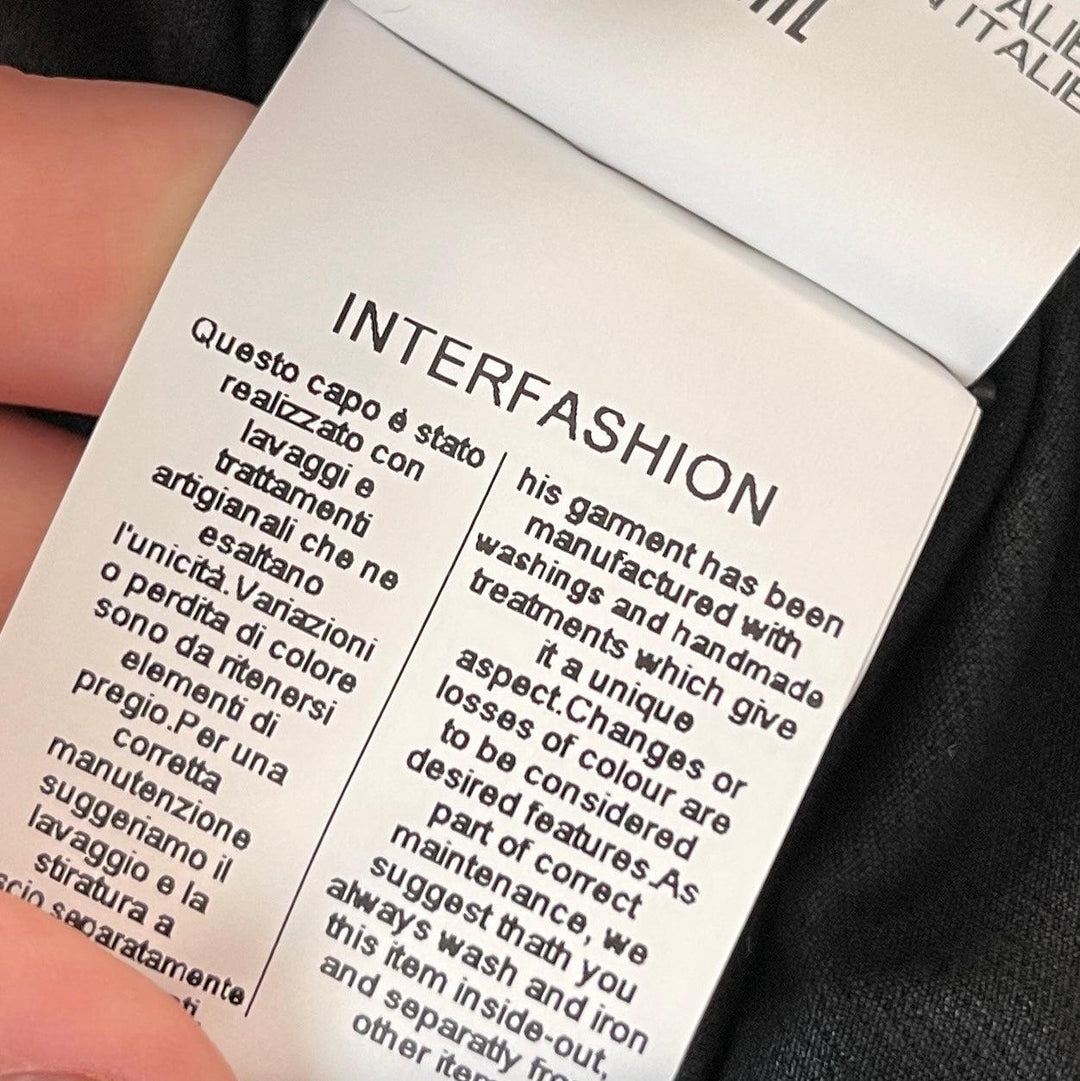 ITALIE
INTERFASHION
Questo capo é stato
realizzato con
lavaggi e
trattamenti
artigianali che ne
esaltano
l'unicità.Variazioni
o perdita di colore
sono da ritenersi
elementi di
pregio.Per una
corretta
manutenzione
suggeriamo il
lavaggio e la
stiratura a
separatamente
his garment has been
manufactured with
washings and handmade
treatments which give
it a unique
aspect.Changes or
losses of colour are
to be considered
desired features.As
part of correct
maintenance, we
suggest thath you
always wash and iron
this item inside-out,
and separatly
other